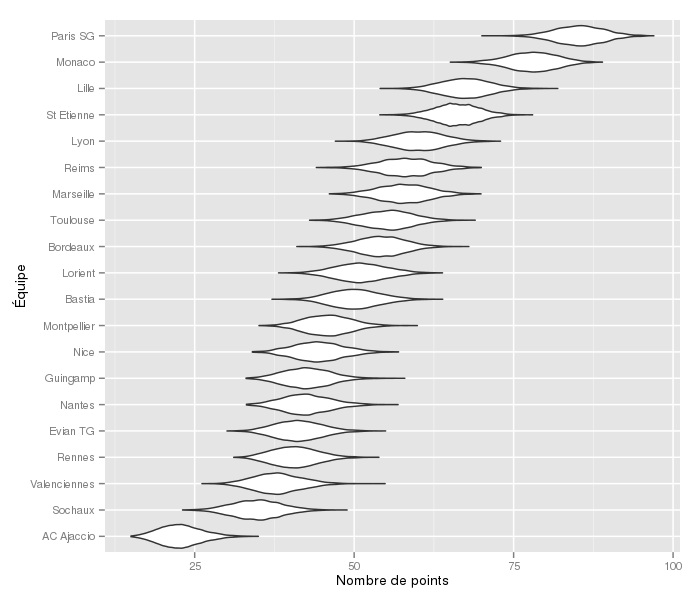 Paris SG
Monaco
Lille
St Etienne
Lyon
Reims
Marseille
Toulouse
Bordeaux
Lorient
Bastia
Montpellier
Nice
Guingamp
Nantes
Evian TG
Rennes
Valenciennes
Sochaux
AC Ajaccio
Équipe
25 50 75 100
Nombre de points